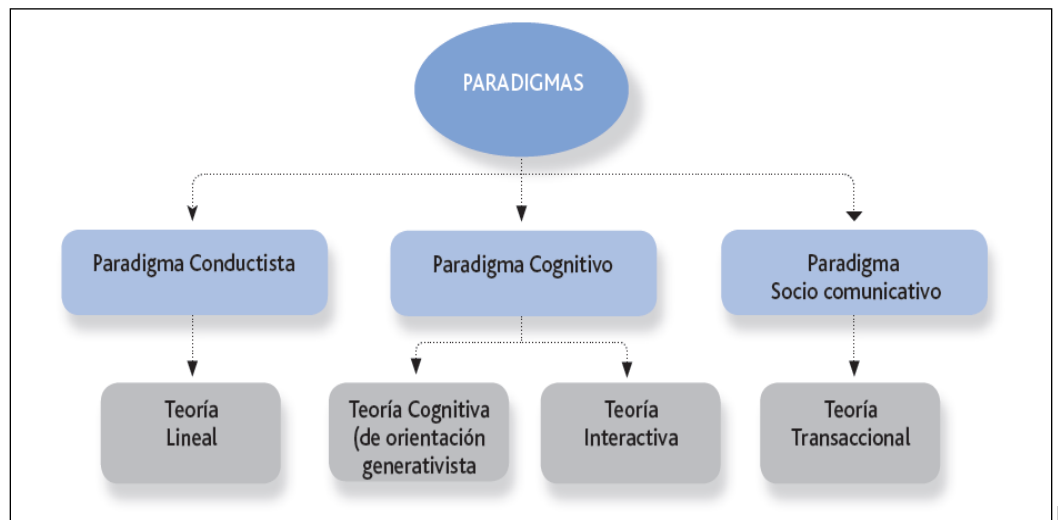 PARADIGMAS
Paradigma Conductista
Paradigma Cognitivo
Paradigma
Socio comunicativo
Teoría
Lineal
Teoría Cognitiva
(de orientación
generativista
Teoría
Interactiva
Teoría
Transaccional